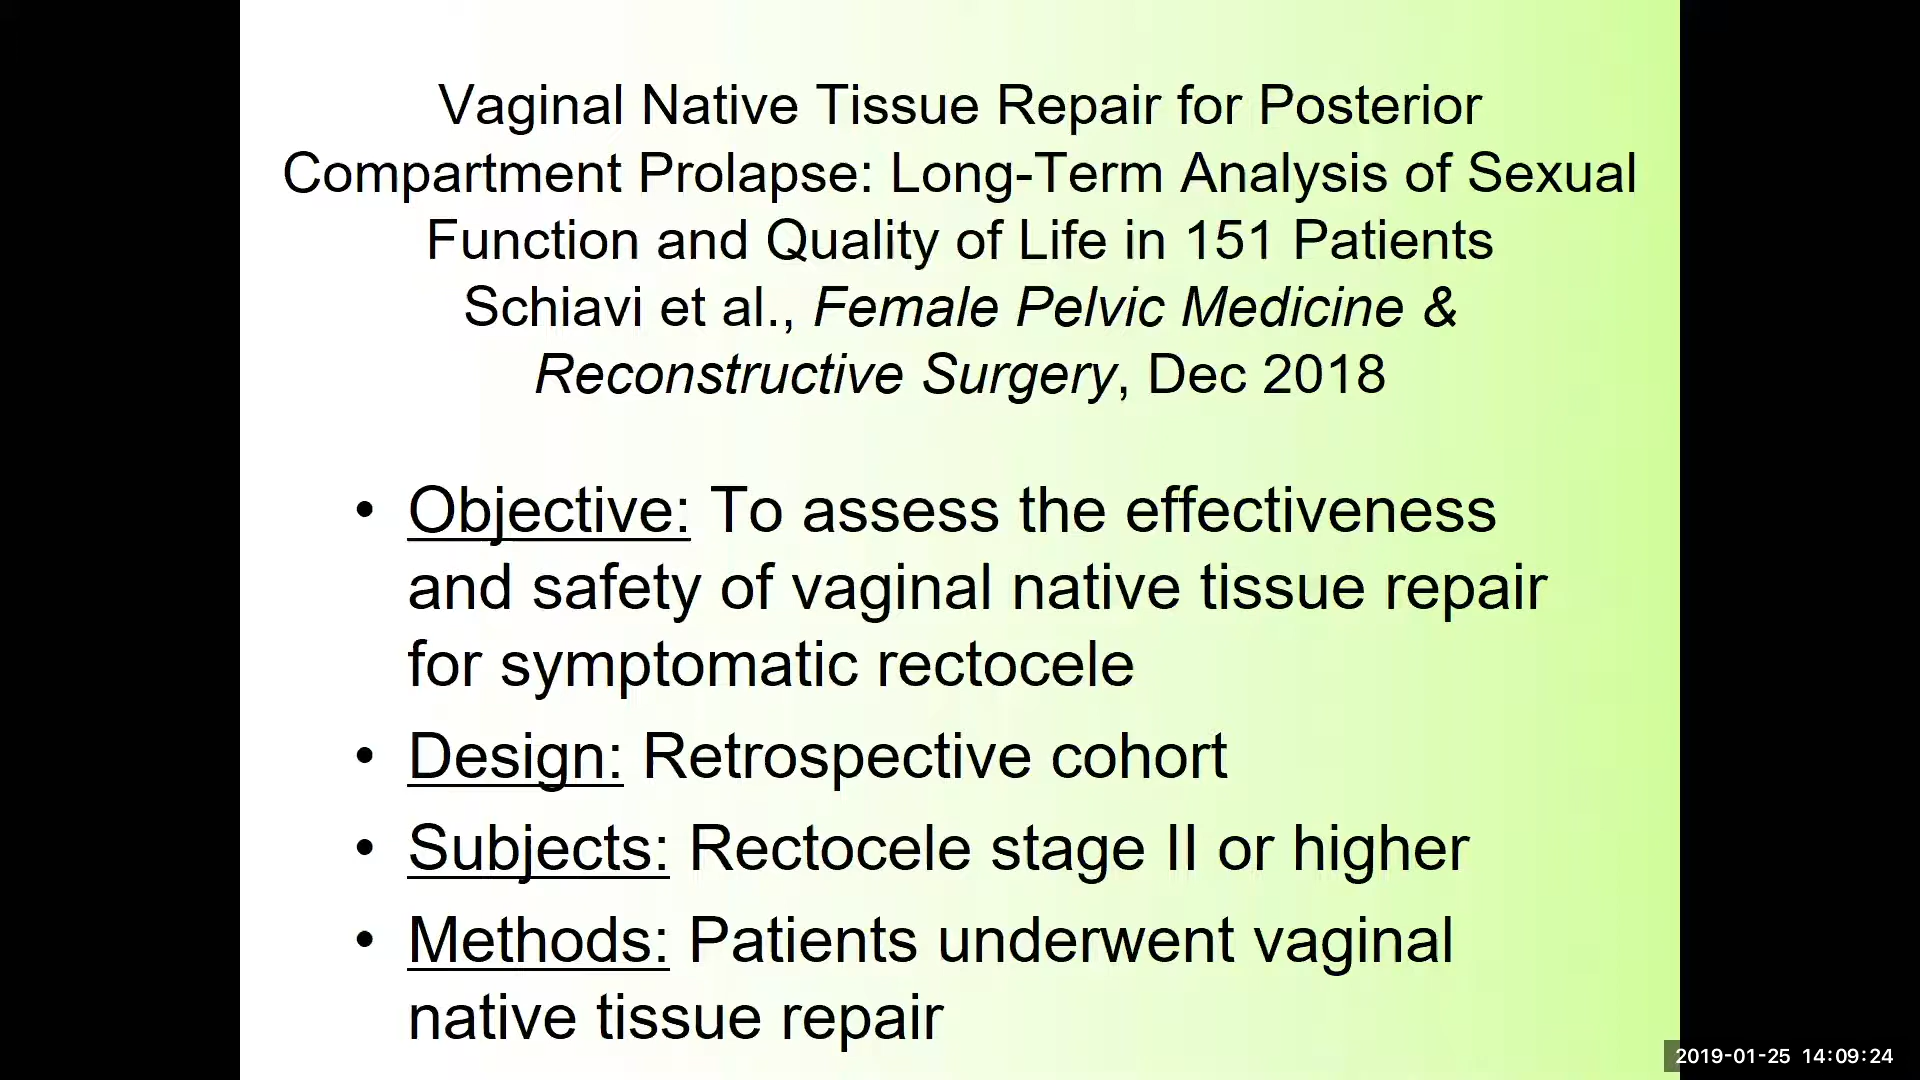 Vaginal Native Tissue Repair for Posterior
Compartment Prolapse: Long-Term Analysis of Sexual
Function and Quality of Life in 151 Patients
Schiavi et al., Female Pelvic Medicine &
Reconstructive Surgery, Dec 2018
• Objective: To assess the effectiveness
and safety of vaginal native tissue repair
for symptomatic rectocele
• Design: Retrospective cohort
• Subjects: Rectocele stage II or higher
• Methods: Patients underwent vaginal
native tissue repair
2019-01-25 14:09:24